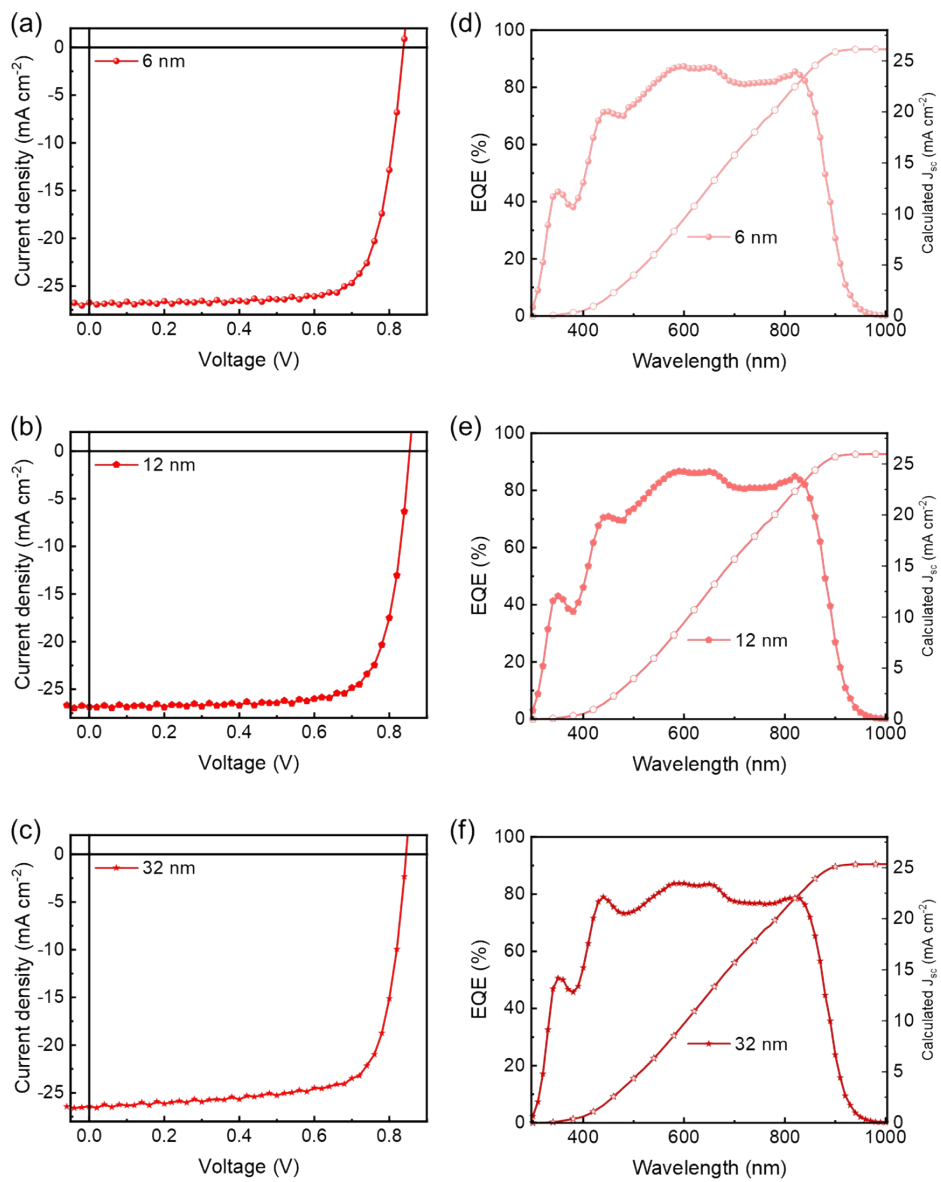 (a)
0
-5
-10
-15
-20
-25
6 nm
Current density (mA cm⁻²)
0.0 0.2 0.4 0.6 0.8
Voltage (V)
(d)
100
80
60
40
20
0
EQE (%)
6 nm
25
20
15
10
5
0
Calculated Jsc (mA cm⁻²)
400 600 800 1000
Wavelength (nm)
(b)
0
-5
-10
-15
-20
-25
12 nm
Current density (mA cm⁻²)
0.0 0.2 0.4 0.6 0.8
Voltage (V)
(e)
100
80
60
40
20
0
EQE (%)
12 nm
25
20
15
10
5
0
Calculated Jsc (mA cm⁻²)
400 600 800 1000
Wavelength (nm)
(c)
0
-5
-10
-15
-20
-25
32 nm
Current density (mA cm⁻²)
0.0 0.2 0.4 0.6 0.8
Voltage (V)
(f)
100
80
60
40
20
0
EQE (%)
32 nm
25
20
15
10
5
0
Calculated Jsc (mA cm⁻²)
400 600 800 1000
Wavelength (nm)